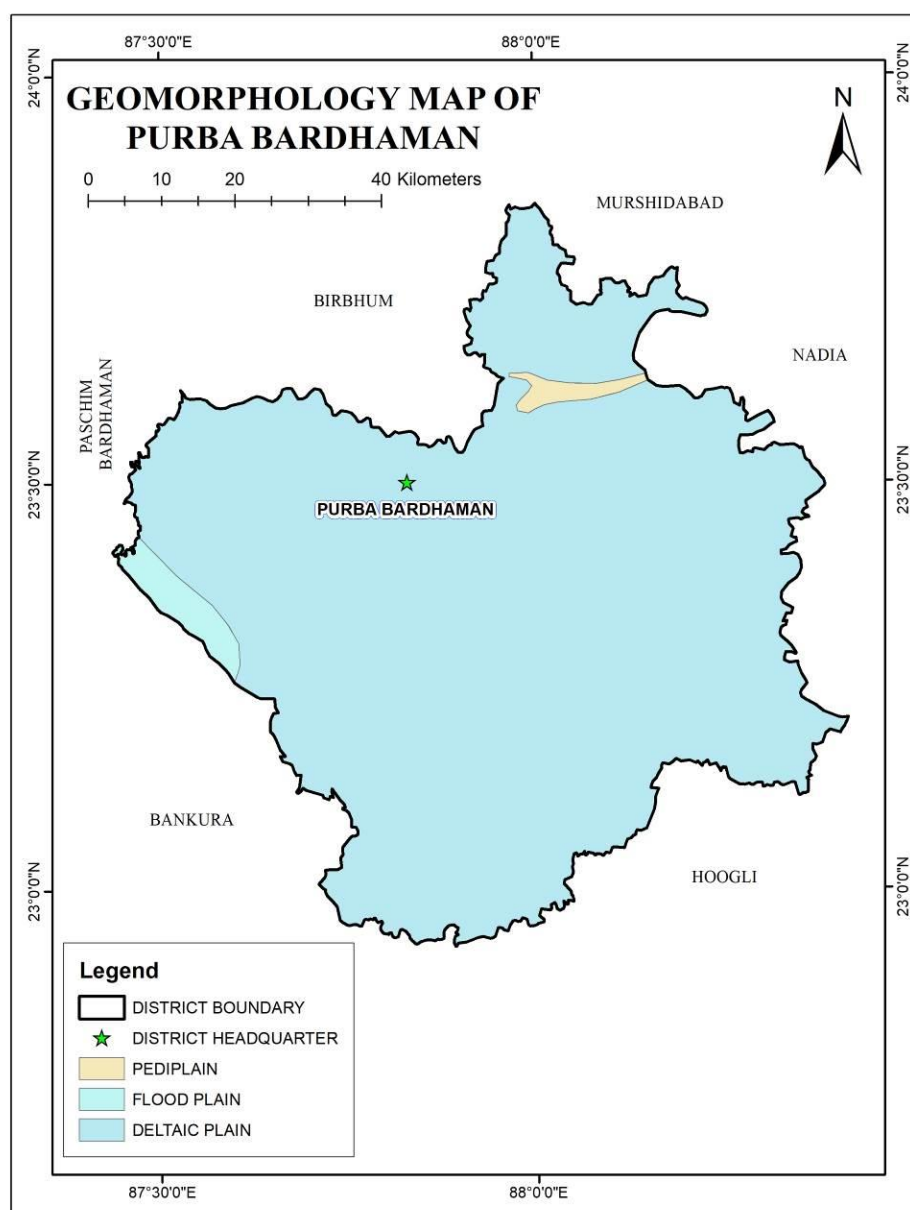 87°30'0"E
88°0'0"E
24°0'0"N
24°0'0"N
GEOMORPHOLOGY MAP OF
PURBA BARDHAMAN
N
0
10
20
40 Kilometers
MURSHIDABAD
BIRBHUM
NADIA
PASCHIM
BARDHAMAN
23°30'0"N
23°30'0"N
PURBA BARDHAMAN
BANKURA
HOOGLI
23°0'0"N
23°0'0"N
Legend
DISTRICT BOUNDARY
DISTRICT HEADQUARTER
PEDIPLAIN
FLOOD PLAIN
DELTAIC PLAIN
87°30'0"E
88°0'0"E